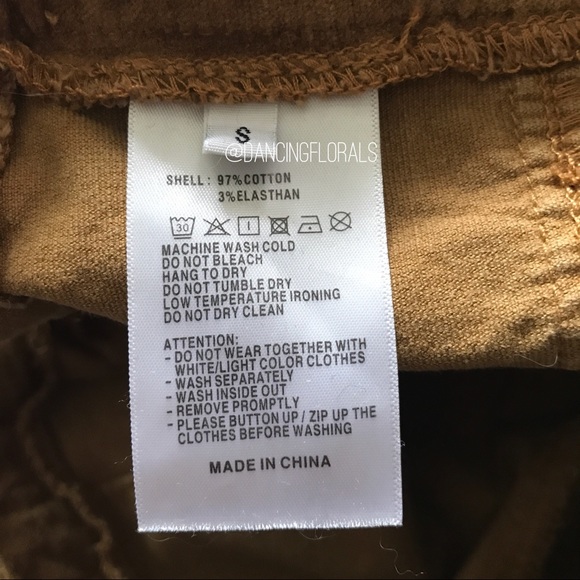 S
@DANCINGFLORALS
SHELL: 97%COTTON
3%ELASTHAN
30
MACHINE WASH COLD
DO NOT BLEACH
HANG TO DRY
DO NOT TUMBLE DRY
LOW TEMPERATURE IRONING
DO NOT DRY CLEAN
ATTENTION:
- DO NOT WEAR TOGETHER WITH
WHITE/LIGHT COLOR CLOTHES
- WASH SEPARATELY
- WASH INSIDE OUT
- REMOVE PROMPTLY
- PLEASE BUTTON UP / ZIP UP THE
CLOTHES BEFORE WASHING
MADE IN CHINA